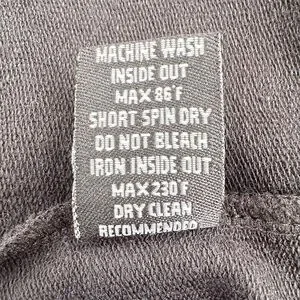 MACHINE WASH
INSIDE OUT
MAX 86°F
SHORT SPIN DRY
DO NOT BLEACH
IRON INSIDE OUT
MAX 230 F
DRY CLEAN
RECOMMENDED